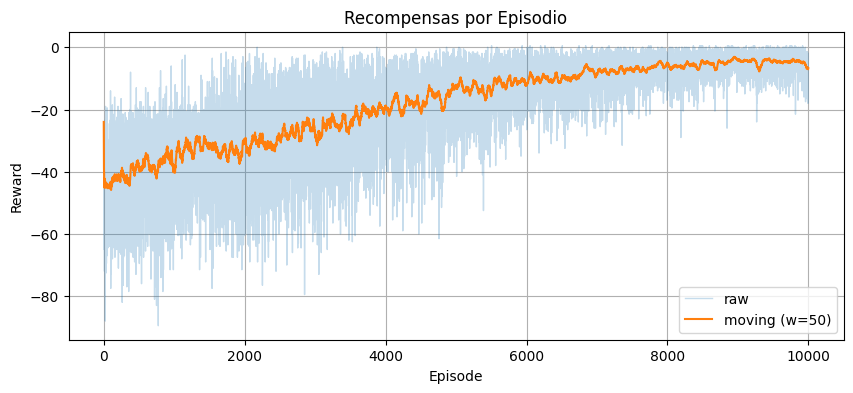 Recompensas por Episodio
Reward
0
−20
−40
−60
−80
0
2000
4000
6000
8000
10000
Episode
raw
moving (w=50)